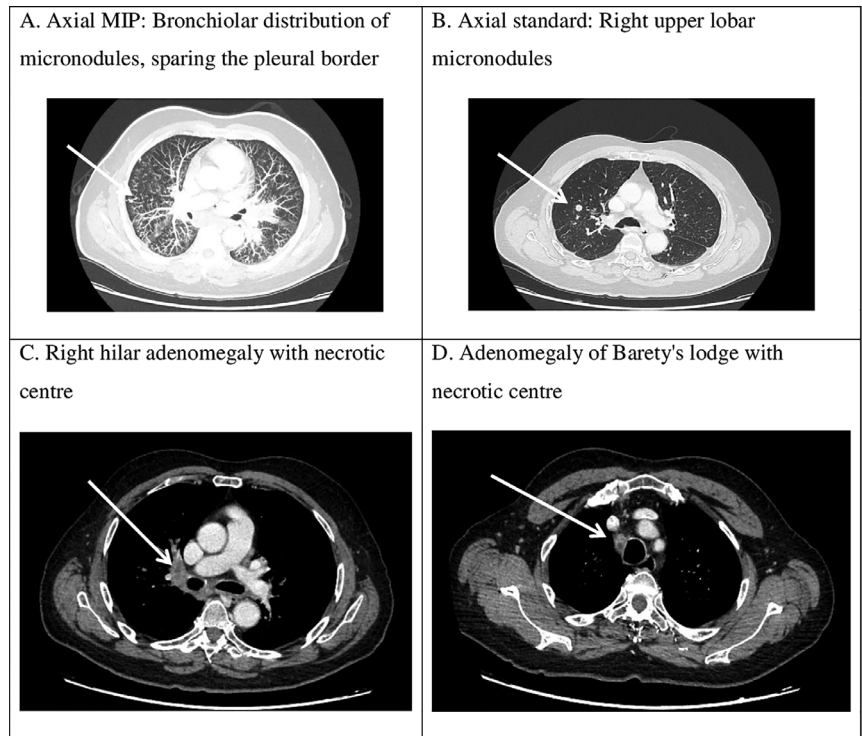 A. Axial MIP: Bronchiolar distribution of
micronodules, sparing the pleural border
B. Axial standard: Right upper lobar
micronodules
C. Right hilar adenomegaly with necrotic
centre
D. Adenomegaly of Barety's lodge with
necrotic centre